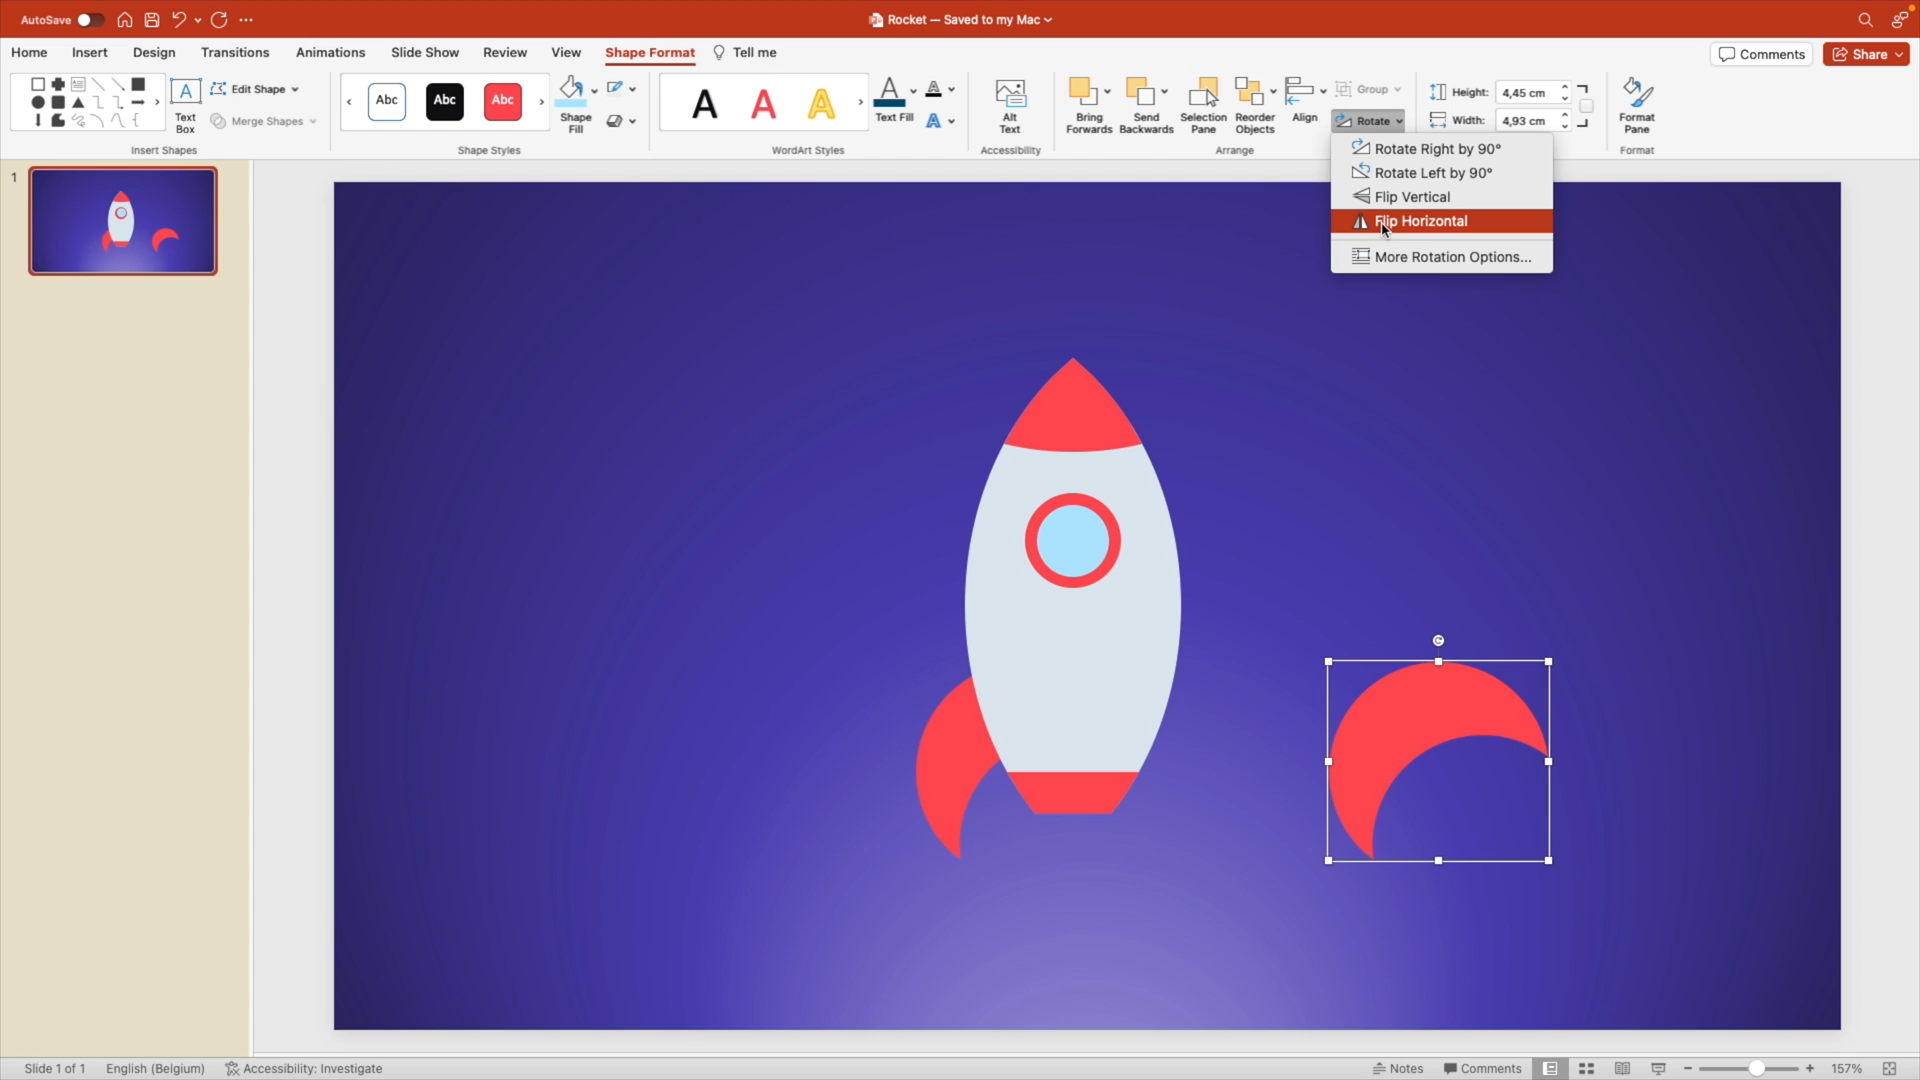 AutoSave
Rocket — Saved to my Mac
Home Insert Design Transitions Animations Slide Show Review View Shape Format Tell me
Comments Share
A Text Box
Edit Shape
Merge Shapes
Insert Shapes
Abc Abc Abc
Shape Fill
Shape Styles
A A A
A Text Fill
A
A
WordArt Styles
Alt Text
Accessibility
Bring Forwards
Send Backwards
Selection Pane
Reorder Objects
Align
Group
Rotate
Arrange
Height: 4,45 cm
Width: 4,93 cm
Format Pane
Format
Rotate Right by 90°
Rotate Left by 90°
Flip Vertical
Flip Horizontal
More Rotation Options...
1
Slide 1 of 1 English (Belgium) Accessibility: Investigate
Notes Comments 157%